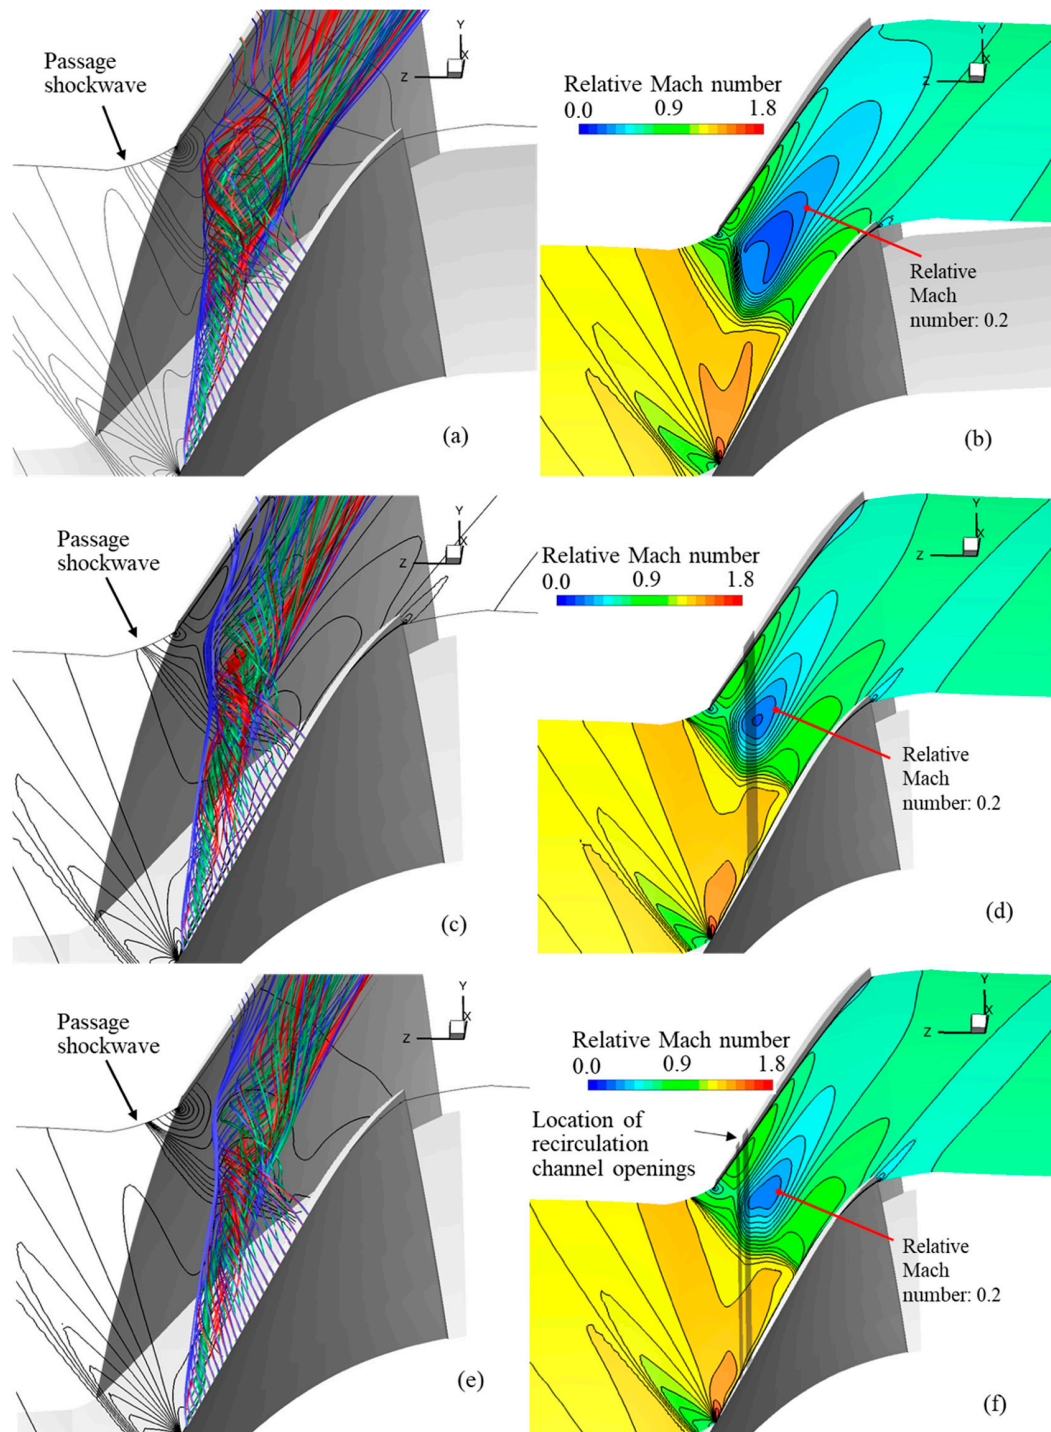 Passage
shockwave
Y
X
Z
(a)
Relative Mach number
0.0 0.9 1.8
Y
X
Z
Relative
Mach
number: 0.2
(b)
Passage
shockwave
Y
X
Z
(c)
Relative Mach number
0.0 0.9 1.8
Y
X
Z
Relative
Mach
number: 0.2
(d)
Passage
shockwave
Y
X
Z
(e)
Relative Mach number
0.0 0.9 1.8
Y
X
Z
Location of
recirculation
channel openings
Relative
Mach
number: 0.2
(f)